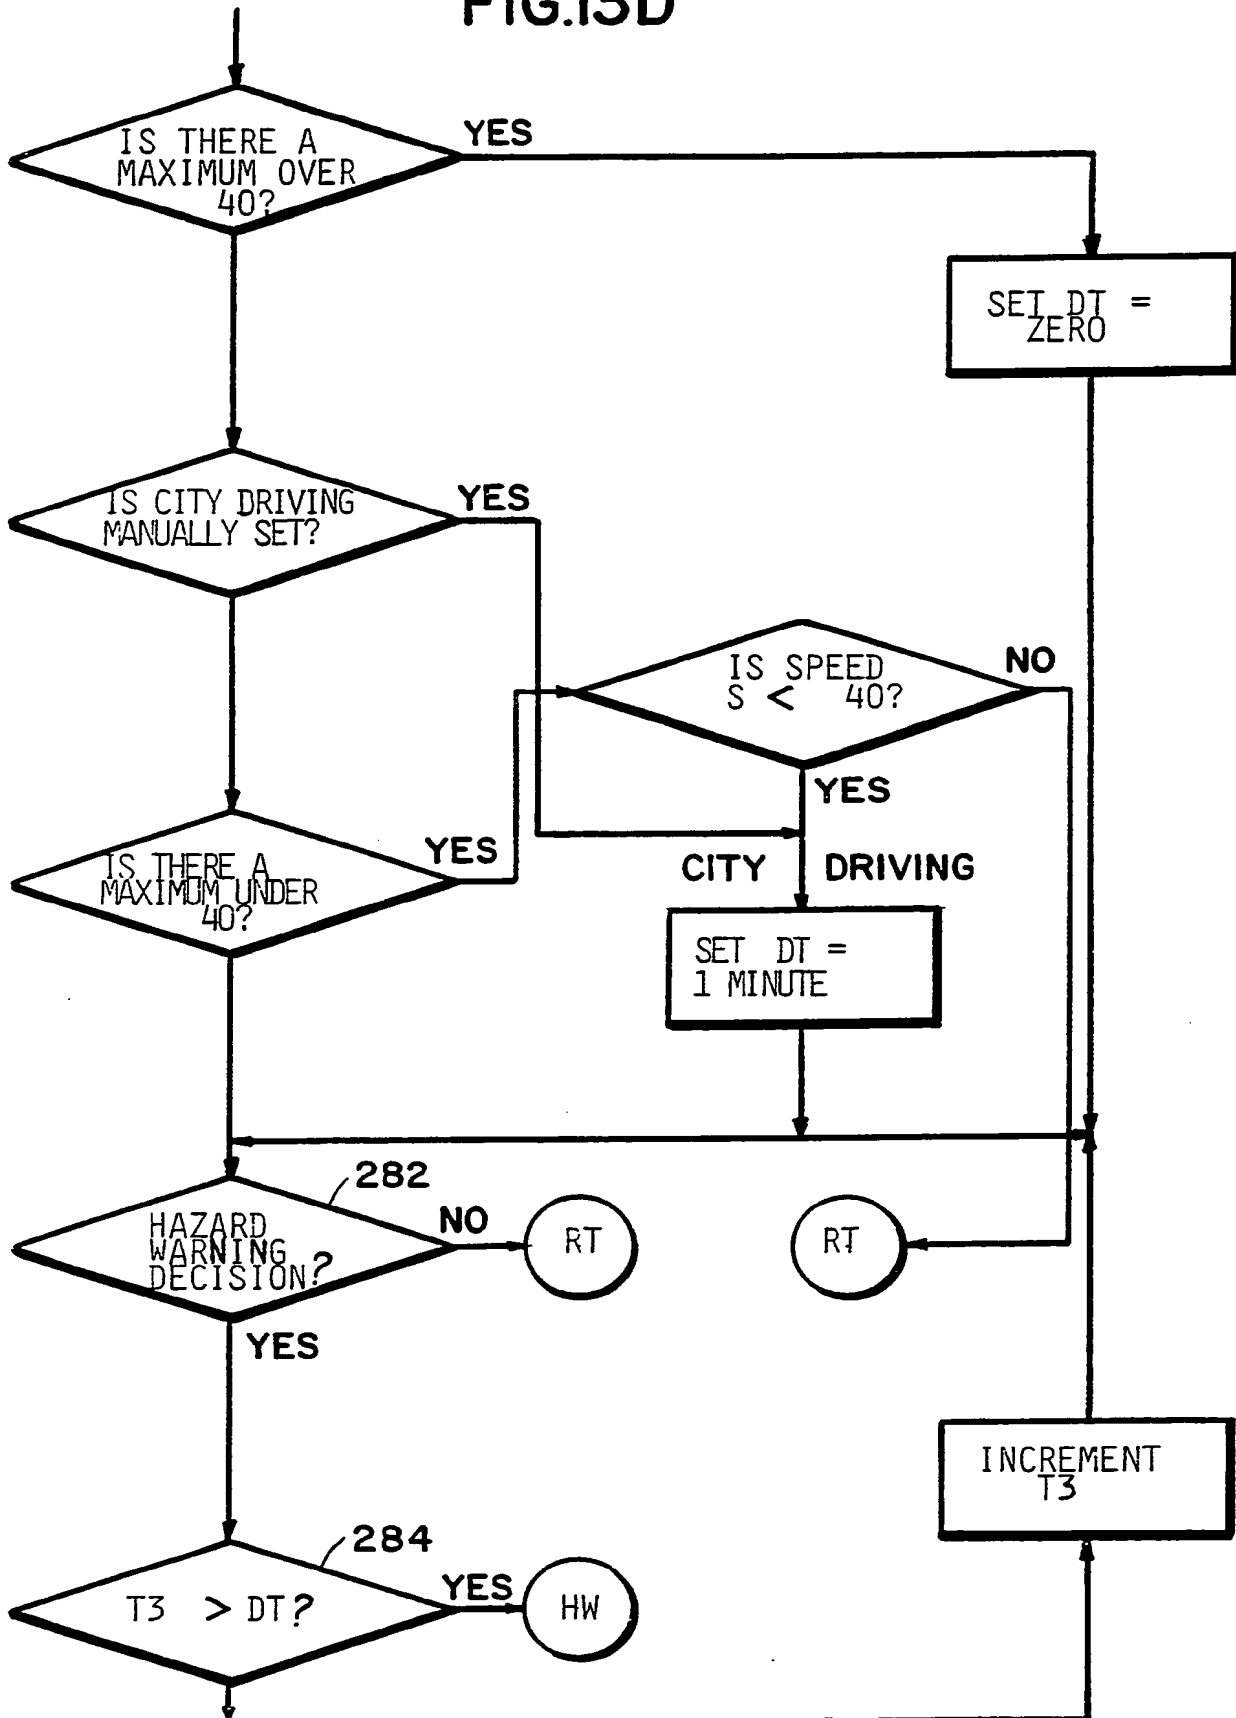 FIG.13D
IS THERE A
MAXIMUM OVER
40?
YES
SET DT =
ZERO
IS CITY DRIVING
MANUALLY SET?
YES
IS SPEED
S < 40?
NO
YES
IS THERE A
MAXIMUM UNDER
40?
YES
CITY DRIVING
SET DT =
1 MINUTE
282
HAZARD
WARNING
DECISION?
NO
RT
RT
YES
INCREMENT
T3
284
T3 > DT?
YES
HW